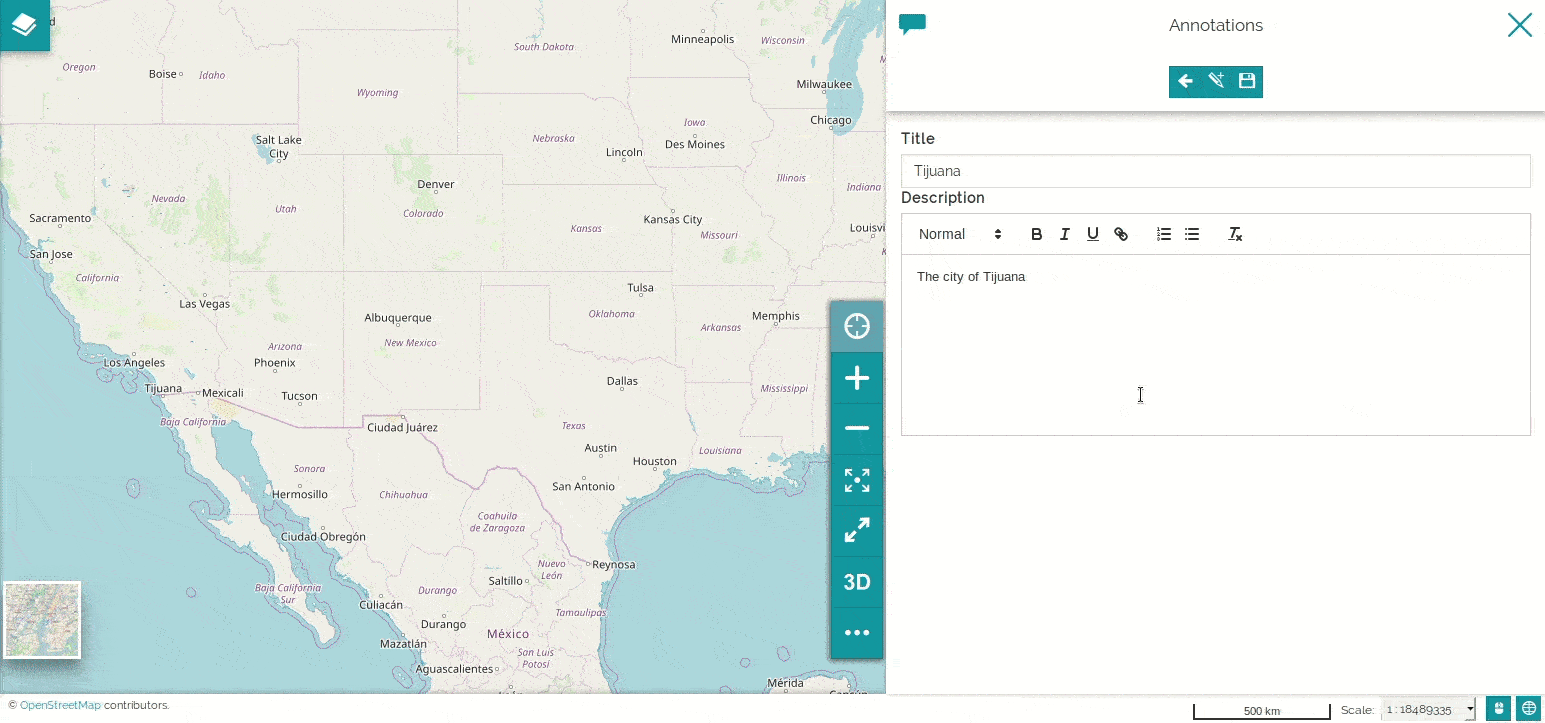 Annotations
Title
Tijuana
Description
Normal B I U
The city of Tijuana
South Dakota
Minneapolis
Wisconsin
Oregon
Boise
Idaho
Wyoming
Milwaukee
Chicago
Iowa
Nebraska
Des Moines
Salt Lake
City
Lincoln
Illinois
Indiana
Denver
Nevada
Utah
Colorado
Sacramento
Kansas City
Kansas
Missouri
San Jose
California
Las Vegas
Tulsa
Albuquerque
Oklahoma
Memphis
Arkansas
Arizona
New Mexico
Los Angeles
Phoenix
Dallas
Tijuana
Mexicali
Tucson
Mississippi
Baja California
Ciudad Juárez
Texas
Austin
Louisiana
Houston
Sonora
San Antonio
Hermosillo
Chihuahua
Coahuila
de Zaragoza
Ciudad Obregón
Nuevo
León
Reynosa
Saltillo
Baja California
Sur
Durango
Culiacán
Tamaulipas
Durango
México
Mazatlán
San Luis
Potosí
Aguascalientes
Mérida
3D
© OpenStreetMap contributors.
500 km
Scale: 1 : 18489335